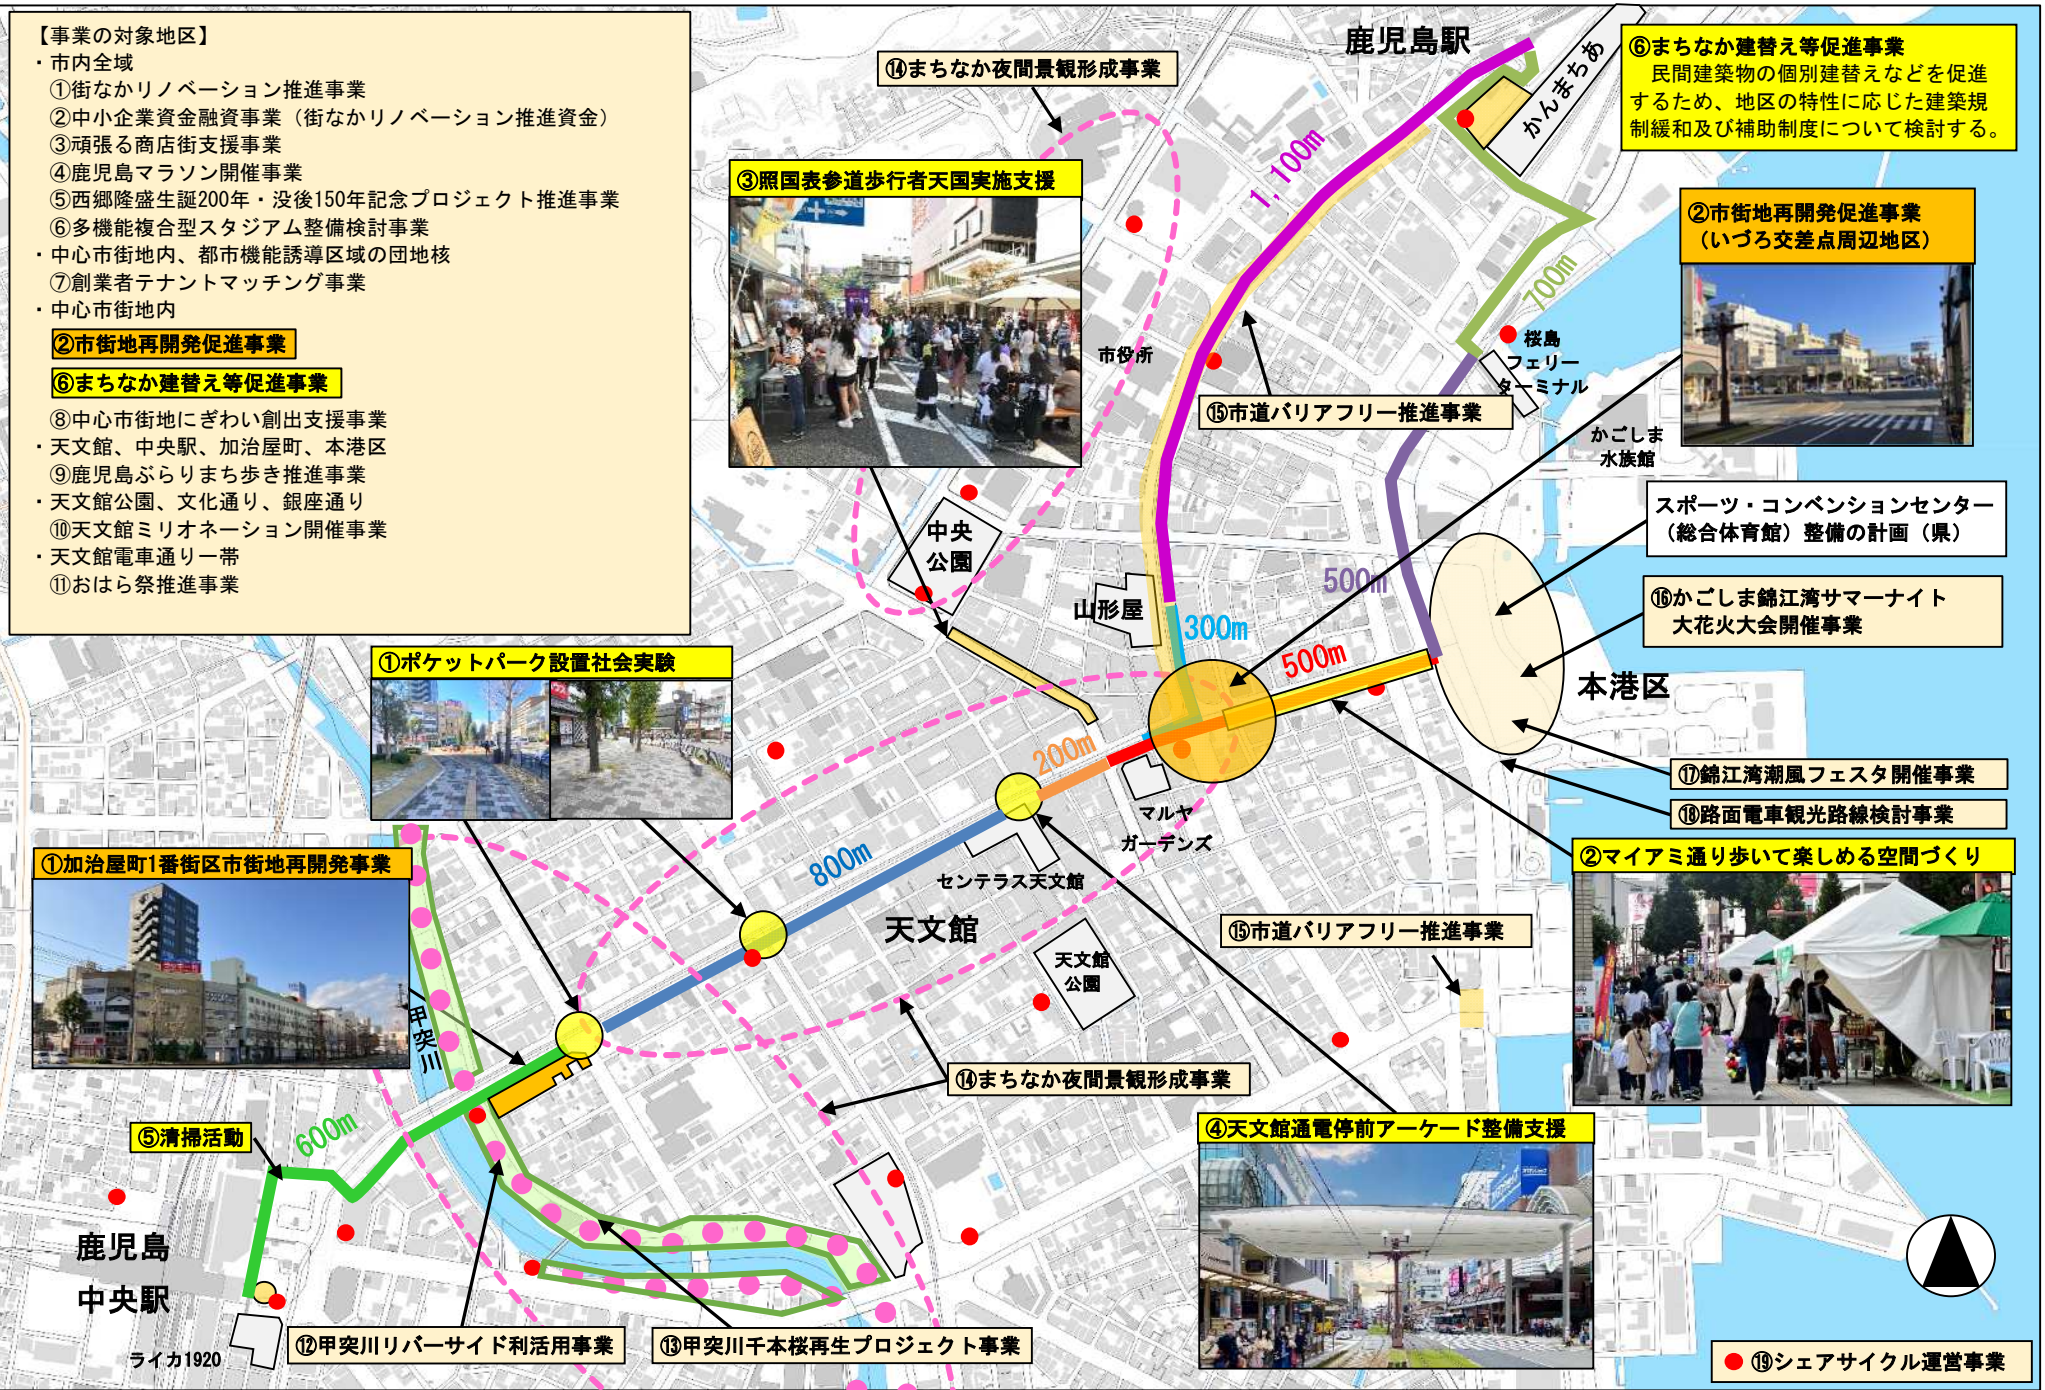 【事業の対象地区】
・市内全域
①街なかリノベーション推進事業
②中小企業資金融資事業（街なかリノベーション推進資金）
③頑張る商店街支援事業
④鹿児島マラソン開催事業
⑤西郷隆盛生誕200年・没後150年記念プロジェクト推進事業
⑥多機能複合型スタジアム整備検討事業
・中心市街地内、都市機能誘導区域の団地核
⑦創業者テナントマッチング事業
・中心市街地内
②市街地再開発促進事業
⑥まちなか建替え等促進事業
⑧中心市街地にぎわい創出支援事業
・天文館、中央駅、加治屋町、本港区
⑨鹿児島ぶらりまち歩き推進事業
・天文館公園、文化通り、銀座通り
⑩天文館ミリオネーション開催事業
・天文館電車通り一帯
⑪おはら祭推進事業
⑭まちなか夜間景観形成事業
鹿児島駅
かんまちあ
⑥まちなか建替え等促進事業
民間建築物の個別建替えなどを促進
するため、地区の特性に応じた建築規
制緩和及び補助制度について検討する。
③照国表参道歩行者天国実施支援
1,100m
700m
②市街地再開発促進事業
（いづろ交差点周辺地区）
市役所
桜島
フェリー
ターミナル
⑮市道バリアフリー推進事業
かごしま
水族館
スポーツ・コンベンションセンター
（総合体育館）整備の計画（県）
中央
公園
山形屋
500m
300m
500m
⑯かごしま錦江湾サマーナイト
大花火大会開催事業
本港区
①ポケットパーク設置社会実験
200m
⑰錦江湾潮風フェスタ開催事業
⑱路面電車観光路線検討事業
マルヤ
ガーデンズ
②マイアミ通り歩いて楽しめる空間づくり
①加治屋町1番街区市街地再開発事業
800m
センテラス天文館
天文館
⑮市道バリアフリー推進事業
天文館
公園
甲突川
⑭まちなか夜間景観形成事業
⑤清掃活動
600m
④天文館通電停前アーケード整備支援
鹿児島
中央駅
ライカ1920
⑫甲突川リバーサイド利活用事業
⑬甲突川千本桜再生プロジェクト事業
⑲シェアサイクル運営事業